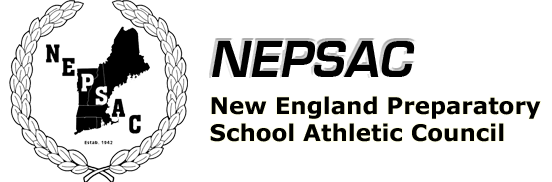 NEPSAC
Estab. 1942
NEPSAC
New England Preparatory
School Athletic Council